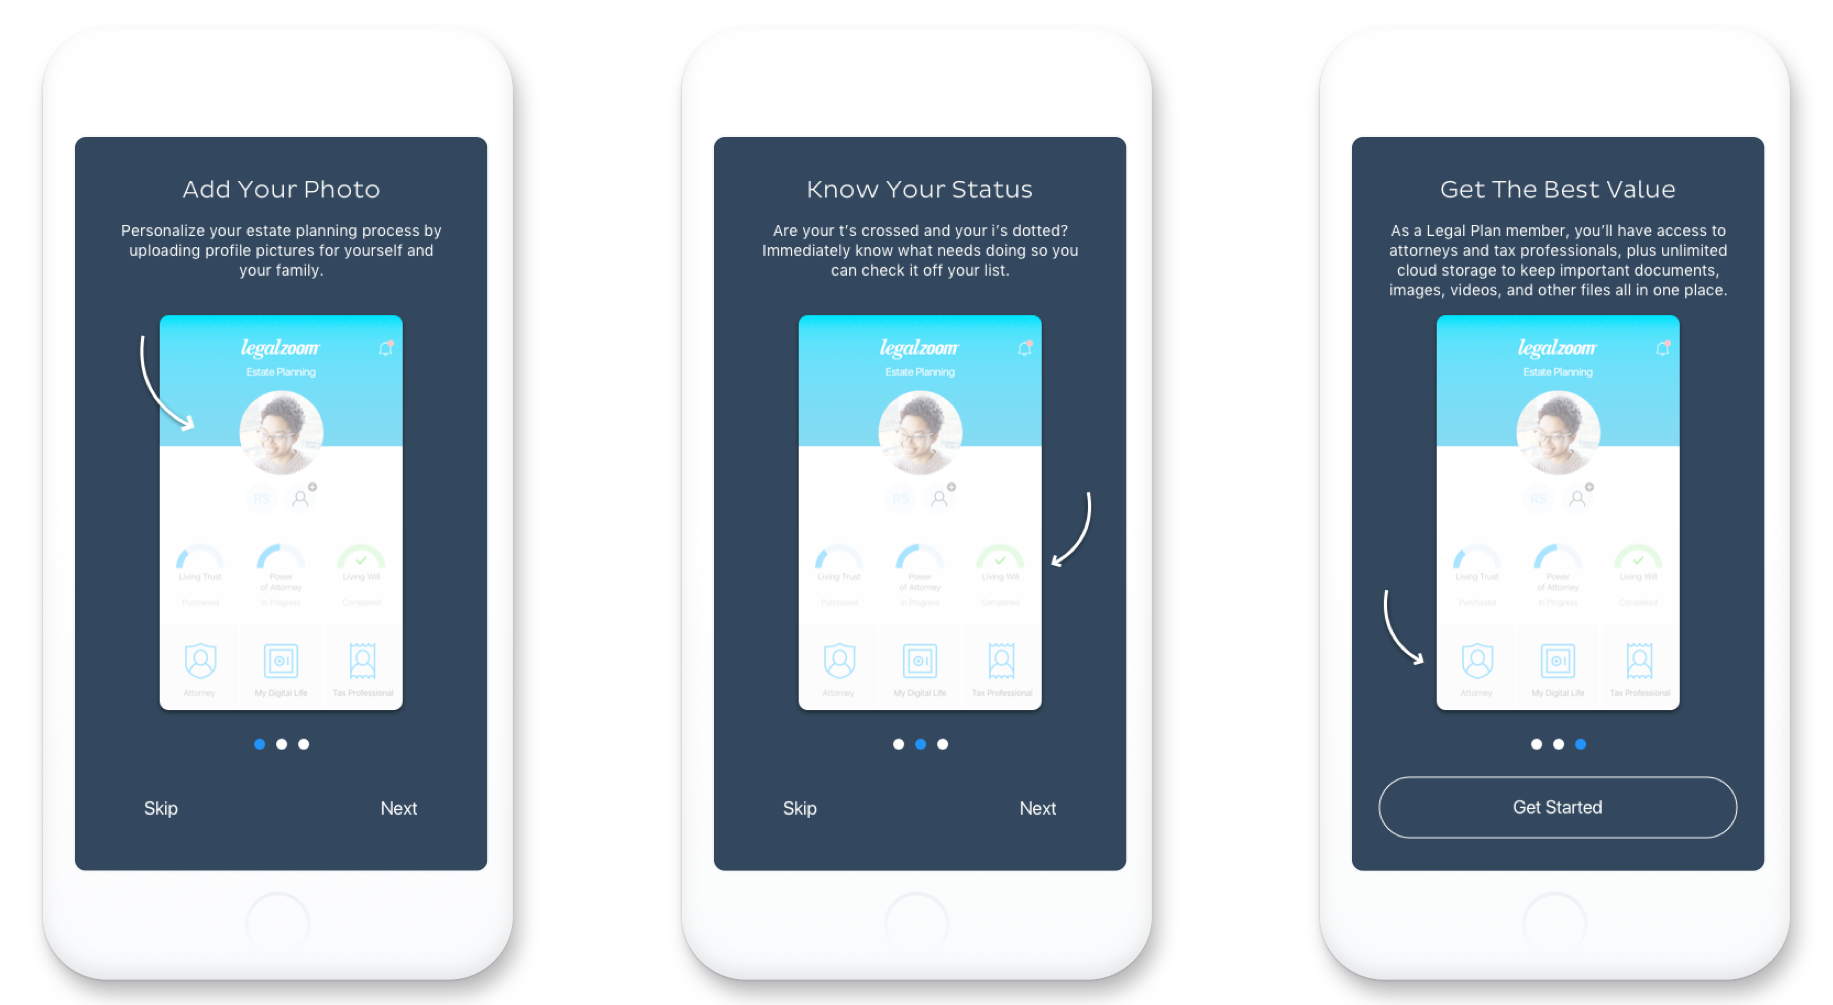 Add Your Photo
Personalize your estate planning process by
uploading profile pictures for yourself and
your family.
legalzoom
Estate Planning
RS
Living Trust
Power
of Attorney
Living Will
Purchased
In Progress
Completed
Attorney
My Digital Life
Tax Professional
Skip
Next
Know Your Status
Are your t's crossed and your i's dotted?
Immediately know what needs doing so you
can check it off your list.
legalzoom
Estate Planning
RS
Living Trust
Power
of Attorney
Living Will
Purchased
In Progress
Completed
Attorney
My Digital Life
Tax Professional
Skip
Next
Get The Best Value
As a Legal Plan member, you'll have access to
attorneys and tax professionals, plus unlimited
cloud storage to keep important documents,
images, videos, and other files all in one place.
legalzoom
Estate Planning
RS
Living Trust
Power
of Attorney
Living Will
Purchased
In Progress
Completed
Attorney
My Digital Life
Tax Professional
Get Started